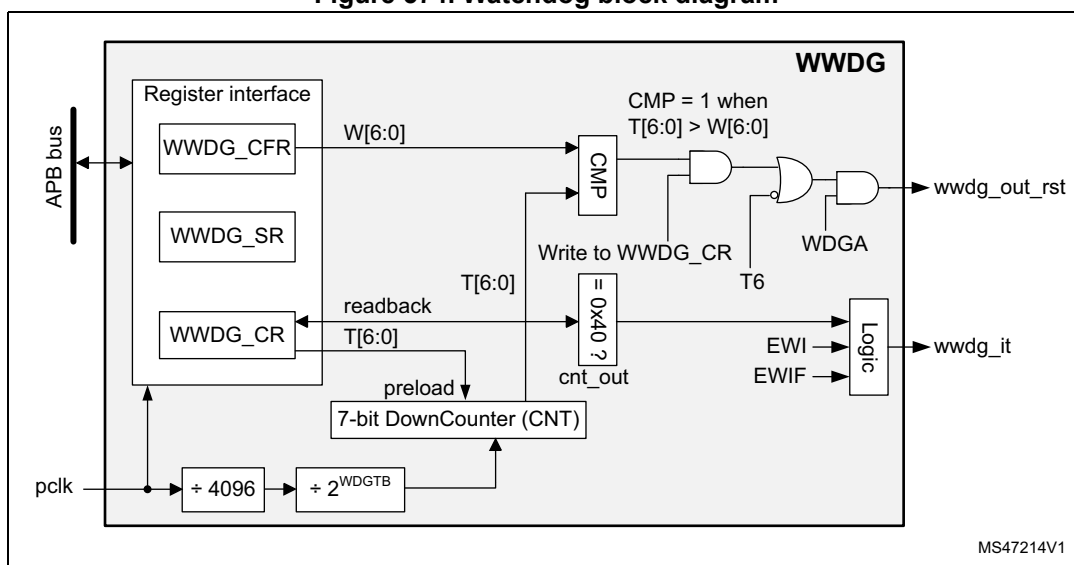 Figure Watchdog block diagram
WWDG
Register interface
CMP = 1 when
T[6:0] > W[6:0]
APB bus
WWDG_CFR
W[6:0]
CMP
wwdg_out_rst
WWDG_SR
Write to WWDG_CR
WDGA
T6
T[6:0]
readback
WWDG_CR
T[6:0]
= 0x40 ?
cnt_out
EWI
EWIF
Logic
wwdg_it
preload
7-bit DownCounter (CNT)
pclk
÷ 4096
÷ 2^WDGTB
MS47214V1